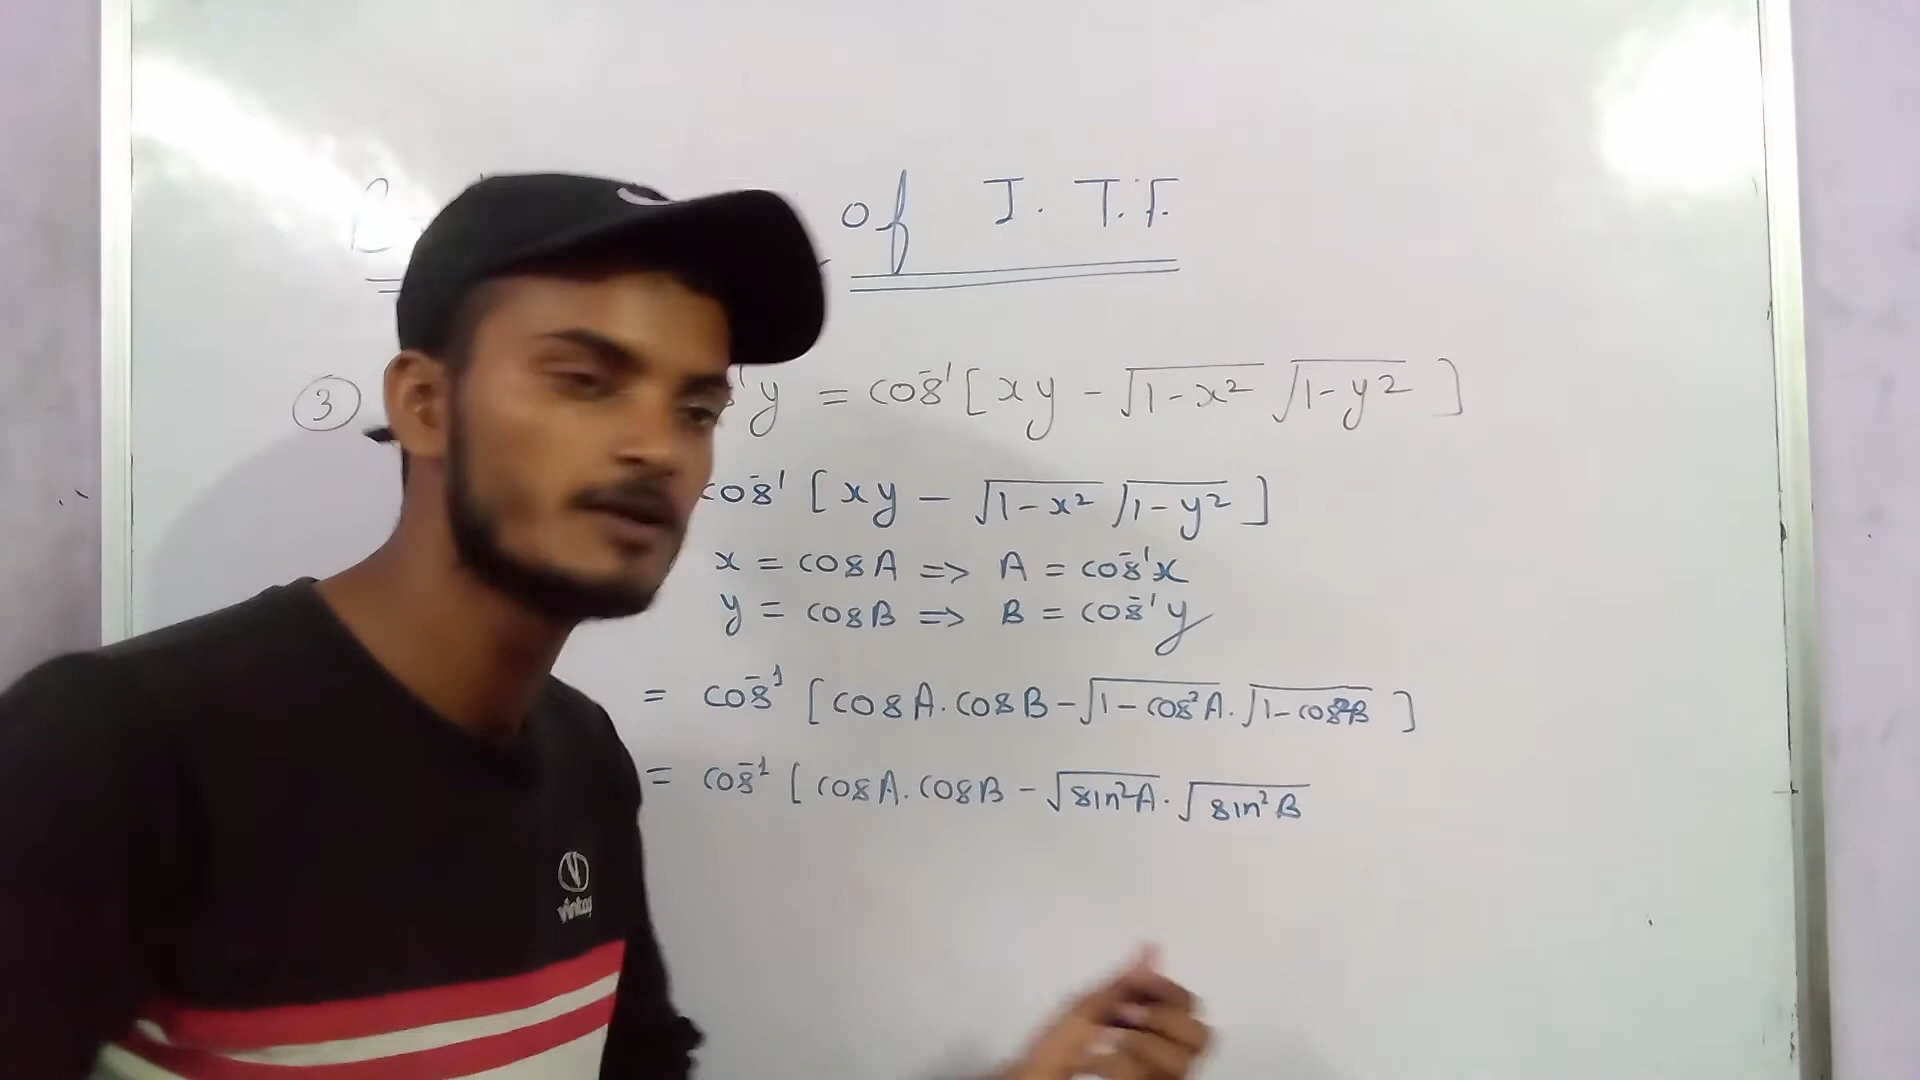 of I.T.F.
③ y = cos⁻¹[xy - √1-x² √1-y² ]
cos⁻¹ [xy - √1-x² √1-y² ]
x = cosA => A = cos⁻¹x
y = cosB => B = cos⁻¹y
= cos⁻¹ [cosA.cosB-√1-cos²A.√1-cos²B ]
= cos⁻¹ [cosA.cosB-√sin²A.√sin²B